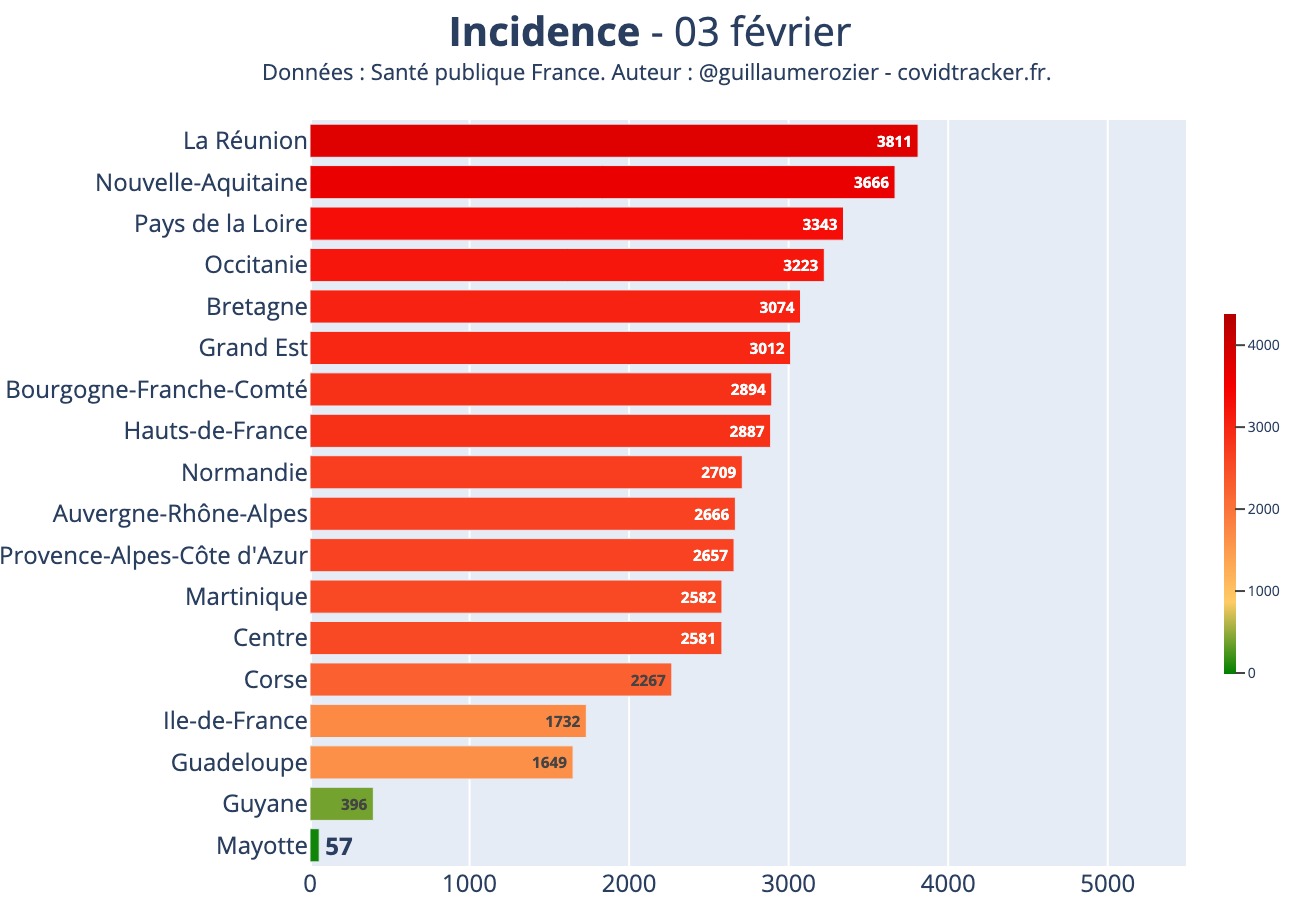 Incidence - 03 février
Données : Santé publique France. Auteur : @guillaumerozier - covidtracker.fr.
La Réunion 3811
Nouvelle-Aquitaine 3666
Pays de la Loire 3343
Occitanie 3223
Bretagne 3074
Grand Est 3012
Bourgogne-Franche-Comté 2894
Hauts-de-France 2887
Normandie 2709
Auvergne-Rhône-Alpes 2666
Provence-Alpes-Côte d'Azur 2657
Martinique 2582
Centre 2581
Corse 2267
Ile-de-France 1732
Guadeloupe 1649
Guyane 396
Mayotte 57
0 1000 2000 3000 4000 5000
4000
3000
2000
1000
0